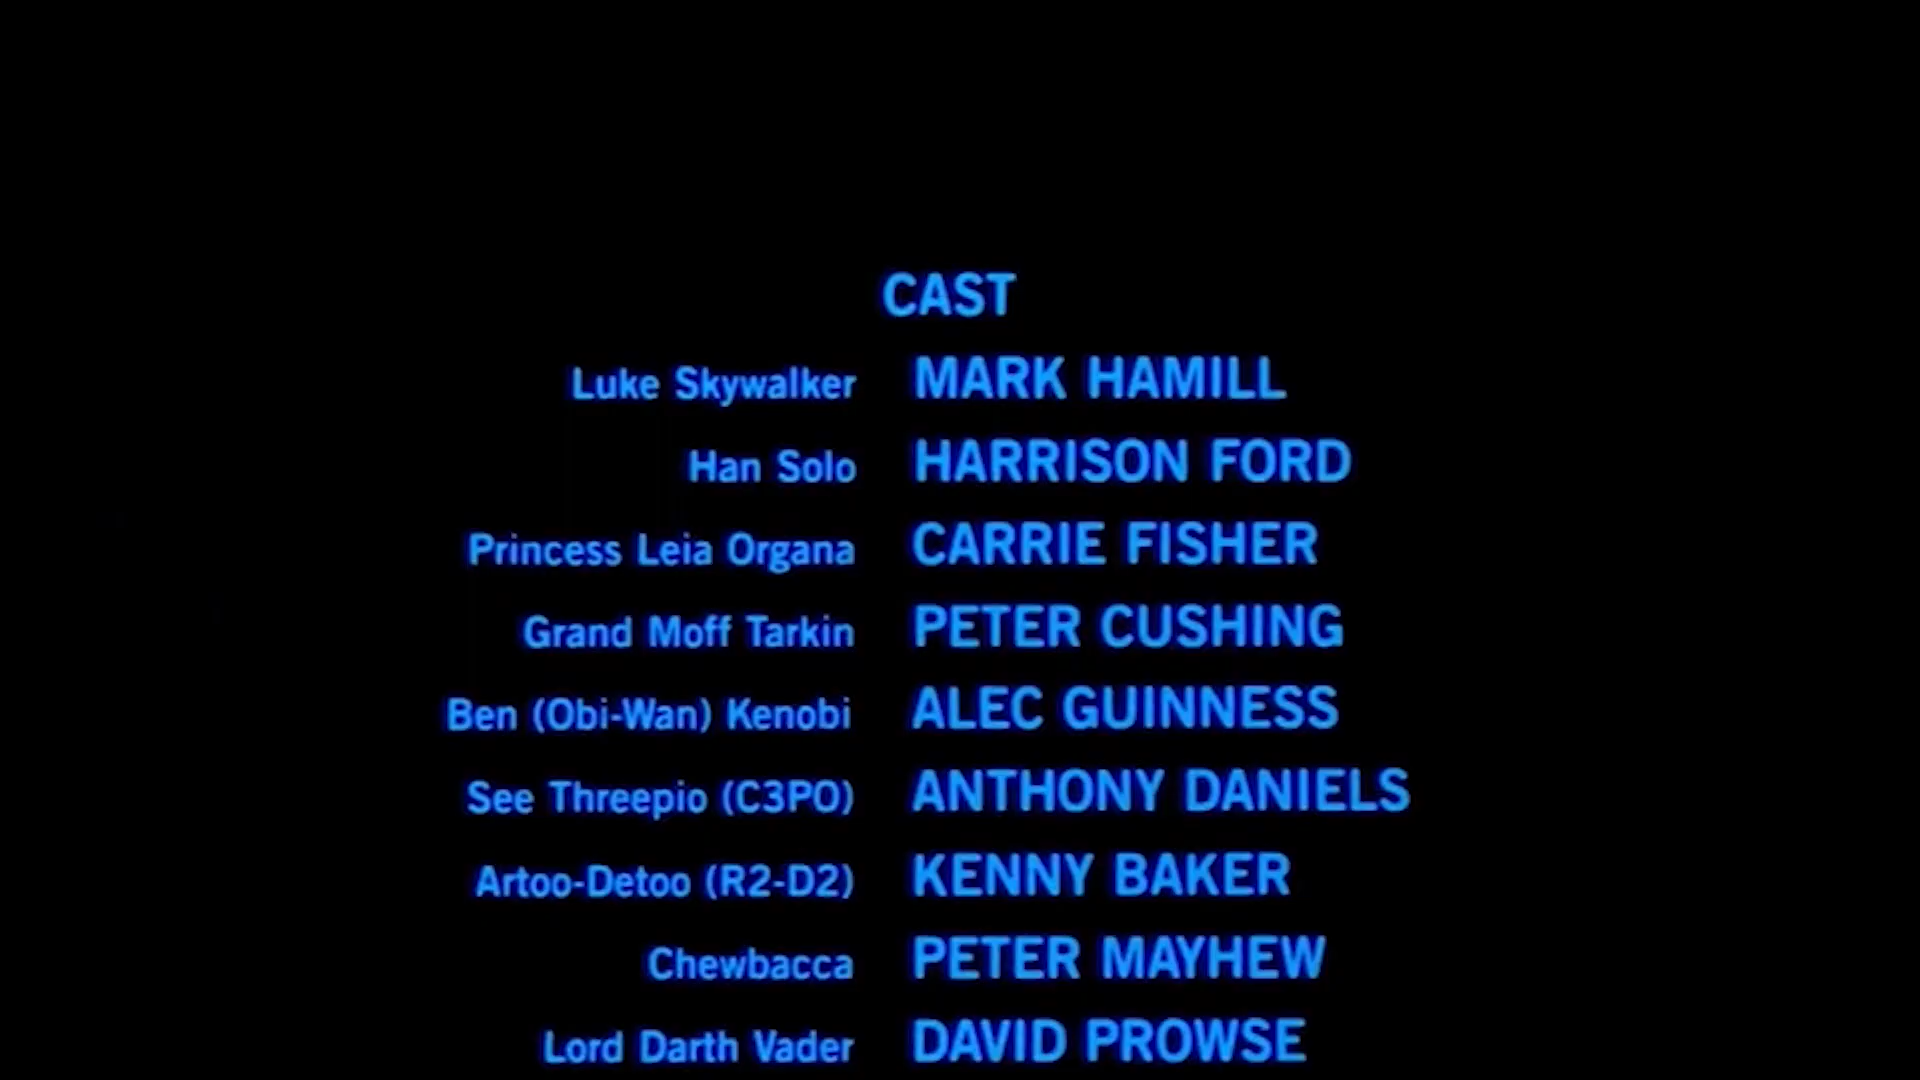 CAST
Luke Skywalker MARK HAMILL
Han Solo HARRISON FORD
Princess Leia Organa CARRIE FISHER
Grand Moff Tarkin PETER CUSHING
Ben (Obi-Wan) Kenobi ALEC GUINNESS
See Threepio (C3PO) ANTHONY DANIELS
Artoo-Detoo (R2-D2) KENNY BAKER
Chewbacca PETER MAYHEW
Lord Darth Vader DAVID PROWSE